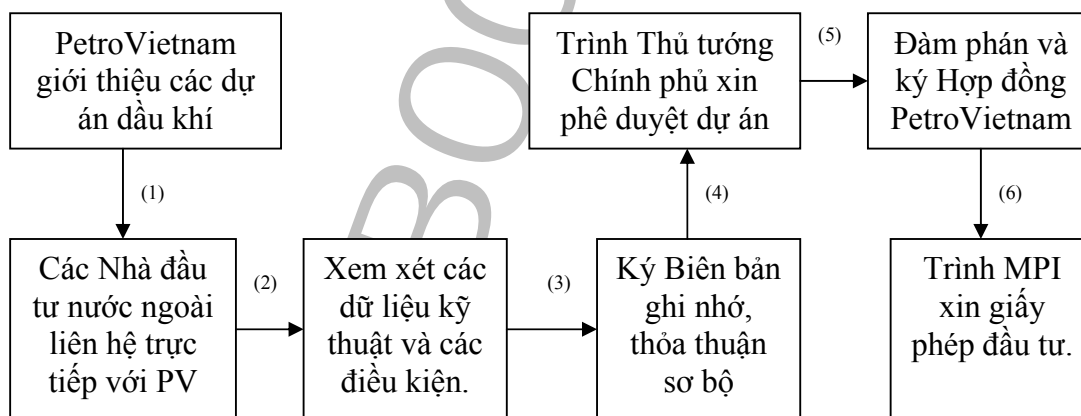 PetroVietnam
giới thiệu các dự
án dầu khí
(1)
Các Nhà đầu
tư nước ngoài
liên hệ trực
tiếp với PV
(2)
Xem xét các
dữ liệu kỹ
thuật và các
điều kiện.
(3)
Ký Biên bản
ghi nhớ,
thỏa thuận
sơ bộ
(4)
Trình Thủ tướng
Chính phủ xin
phê duyệt dự án
(5)
Đàm phán và
ký Hợp đồng
PetroVietnam
(6)
Trình MPI
xin giấy
phép đầu tư.